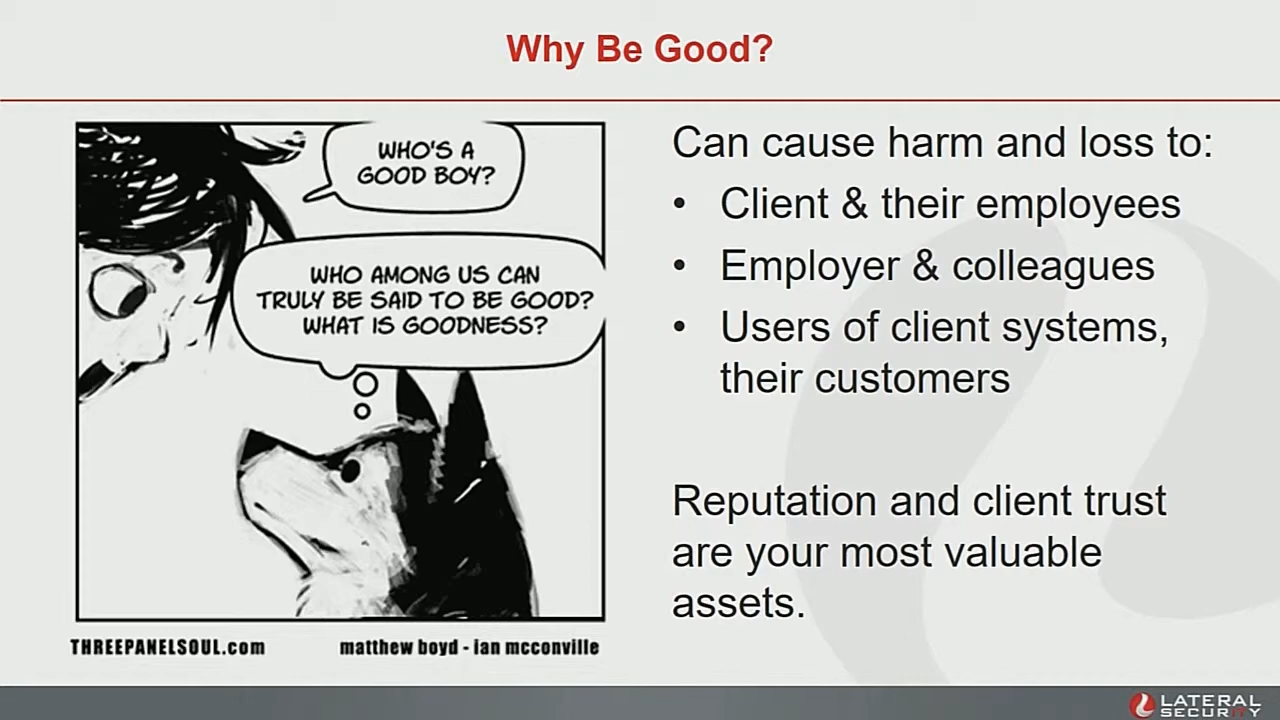 Why Be Good?
WHO'S A
GOOD BOY?
WHO AMONG US CAN
TRULY BE SAID TO BE GOOD?
WHAT IS GOODNESS?
THREEPANELSOUL.com
matthew boyd - ian mcconville
Can cause harm and loss to:
• Client & their employees
• Employer & colleagues
• Users of client systems,
their customers
Reputation and client trust
are your most valuable
assets.
LATERAL
SECURITY